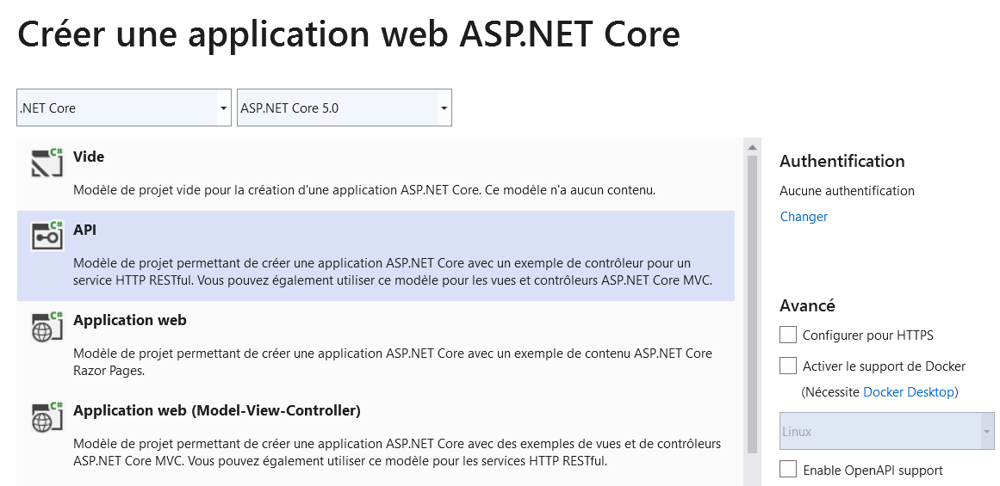 Créer une application web ASP.NET Core
.NET Core
ASP.NET Core 5.0
C#
Vide
Modèle de projet vide pour la création d'une application ASP.NET Core. Ce modèle n'a aucun contenu.
C#
API
Modèle de projet permettant de créer une application ASP.NET Core avec un exemple de contrôleur pour un
service HTTP RESTful. Vous pouvez également utiliser ce modèle pour les vues et contrôleurs ASP.NET Core MVC.
C#
Application web
Modèle de projet permettant de créer une application ASP.NET Core avec un exemple de contenu ASP.NET Core
Razor Pages.
C#
Application web (Model-View-Controller)
Modèle de projet permettant de créer une application ASP.NET Core avec des exemples de vues et de contrôleurs
ASP.NET Core MVC. Vous pouvez également utiliser ce modèle pour les services HTTP RESTful.
Authentification
Aucune authentification
Changer
Avancé
Configurer pour HTTPS
Activer le support de Docker
(Nécessite Docker Desktop)
Linux
Enable OpenAPI support